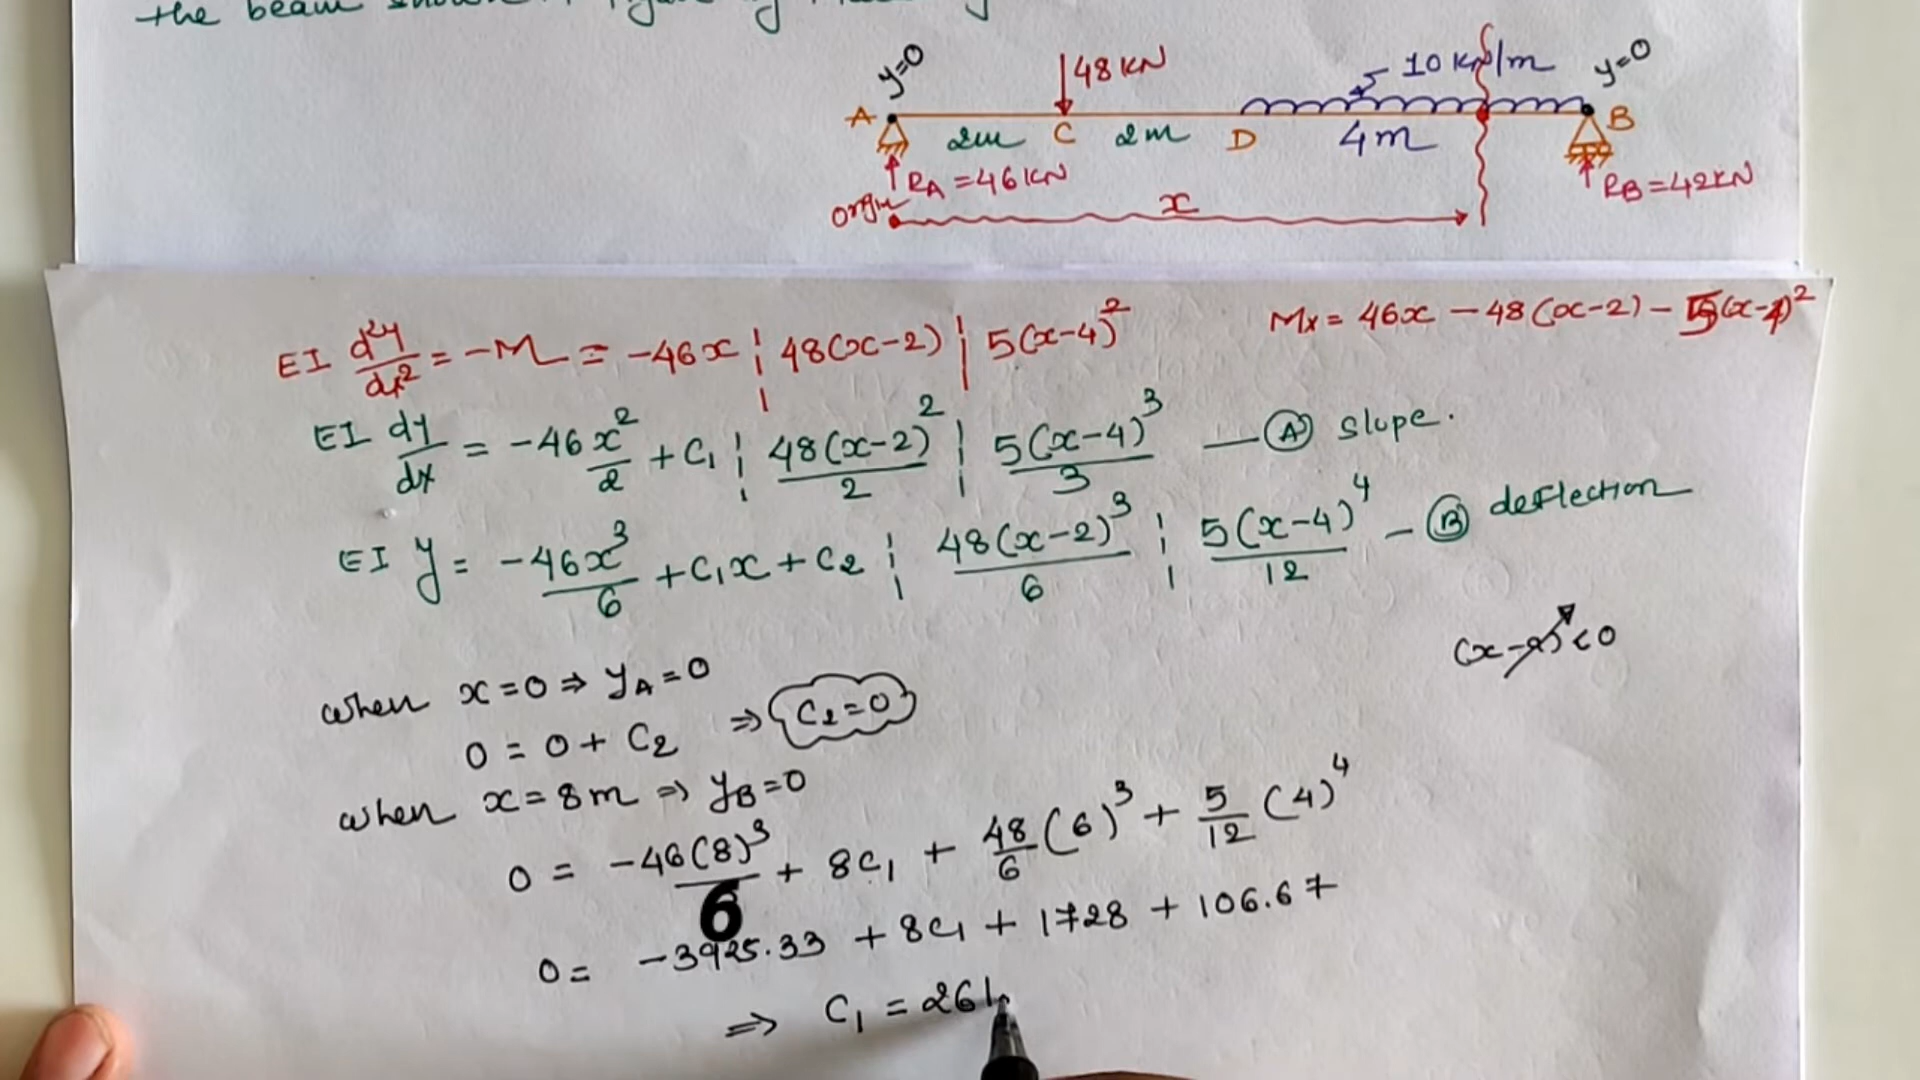 the beam
y=0
48 KN
10 KN/m
y=0
A
2m
C
2m
D
4m
B
RA = 46 KN
RB = 42KN
x
EI d²y/dx² = -M = -46x ¦ 48(x-2) ¦ 5(x-4)²
Mx = 46x - 48(x-2) - 5(x-4)²
EI dy/dx = -46x²/2 + C₁ ¦ 48(x-2)²/2 ¦ 5(x-4)³/3 — Ⓐ slope.
EI y = -46x³/6 + C₁x + C₂ ¦ 48(x-2)³/6 ¦ 5(x-4)⁴/12 - Ⓑ deflection
(x-2) < 0
when x = 0 ⇒ yA = 0
0 = 0 + C₂ ⇒ C₂ = 0
when x = 8m ⇒ yB = 0
0 = -46(8)³/6 + 8C₁ + 48/6 (6)³ + 5/12 (4)⁴
0 = -3925.33 + 8C₁ + 1728 + 106.67
⇒ C₁ = 261